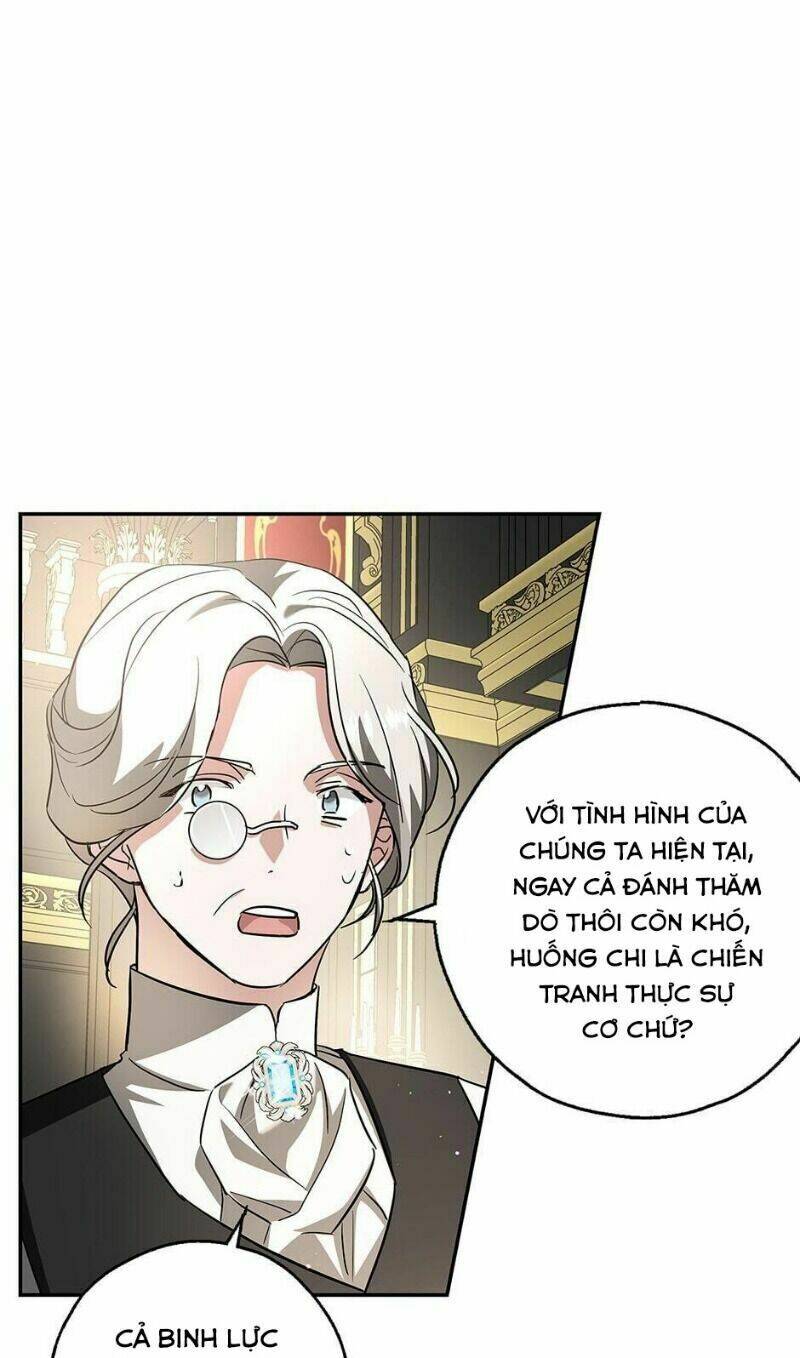 VỚI TÌNH HÌNH CỦA
CHÚNG TA HIỆN TẠI,
NGAY CẢ ĐÁNH THĂM
DÒ THÔI CÒN KHÓ,
HUỐNG CHI LÀ CHIẾN
TRANH THỰC SỰ
CƠ CHỨ?
CẢ BINH LỰC